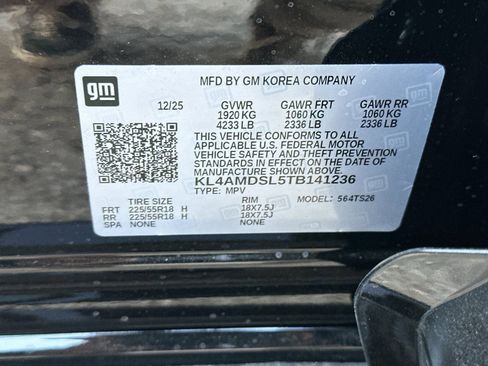 MFD BY GM KOREA COMPANY
gm
12/25 GVWR GAWR FRT GAWR RR
1920 KG 1060 KG 1060 KG
4233 LB 2336 LB 2336 LB
THIS VEHICLE CONFORMS TO ALL
APPLICABLE U.S. FEDERAL MOTOR
VEHICLE SAFETY AND THEFT
PREVENTION STANDARDS IN EFFECT
ON THE DATE OF MANUFACTURE
SHOWN ABOVE.
KL4AMDSL5TB141236
TYPE: MPV
TIRE SIZE RIM MODEL: 564TS26
FRT 225/55R18 H 18X7.5J
RR 225/55R18 H 18X7.5J
SPA NONE NONE